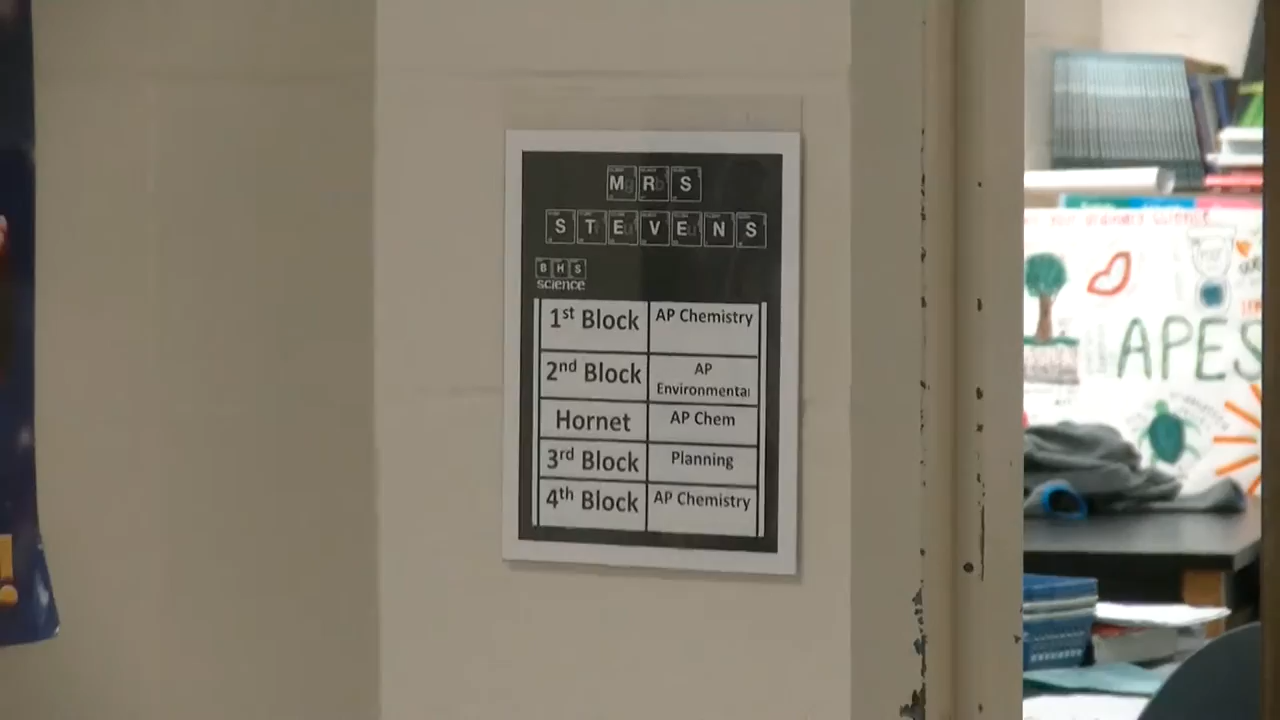 MRS
STEVENS
BHS
science
1st Block AP Chemistry
2nd Block AP
Environmental
Hornet AP Chem
3rd Block Planning
4th Block AP Chemistry
APES
!